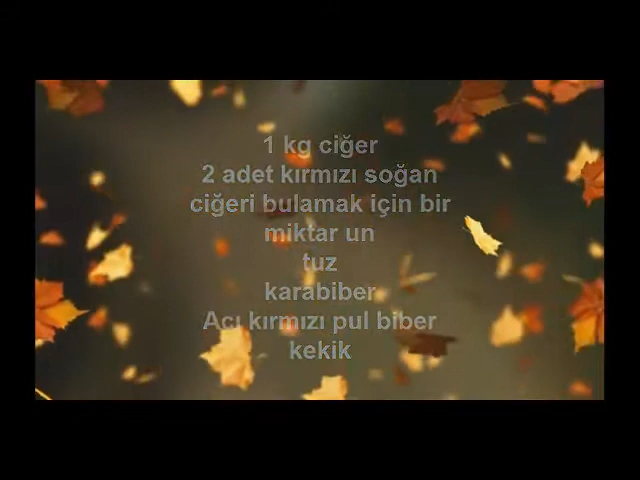 1 kg ciğer
2 adet kırmızı soğan
ciğeri bulamak için bir
miktar un
tuz
karabiber
Acı kırmızı pul biber
kekik